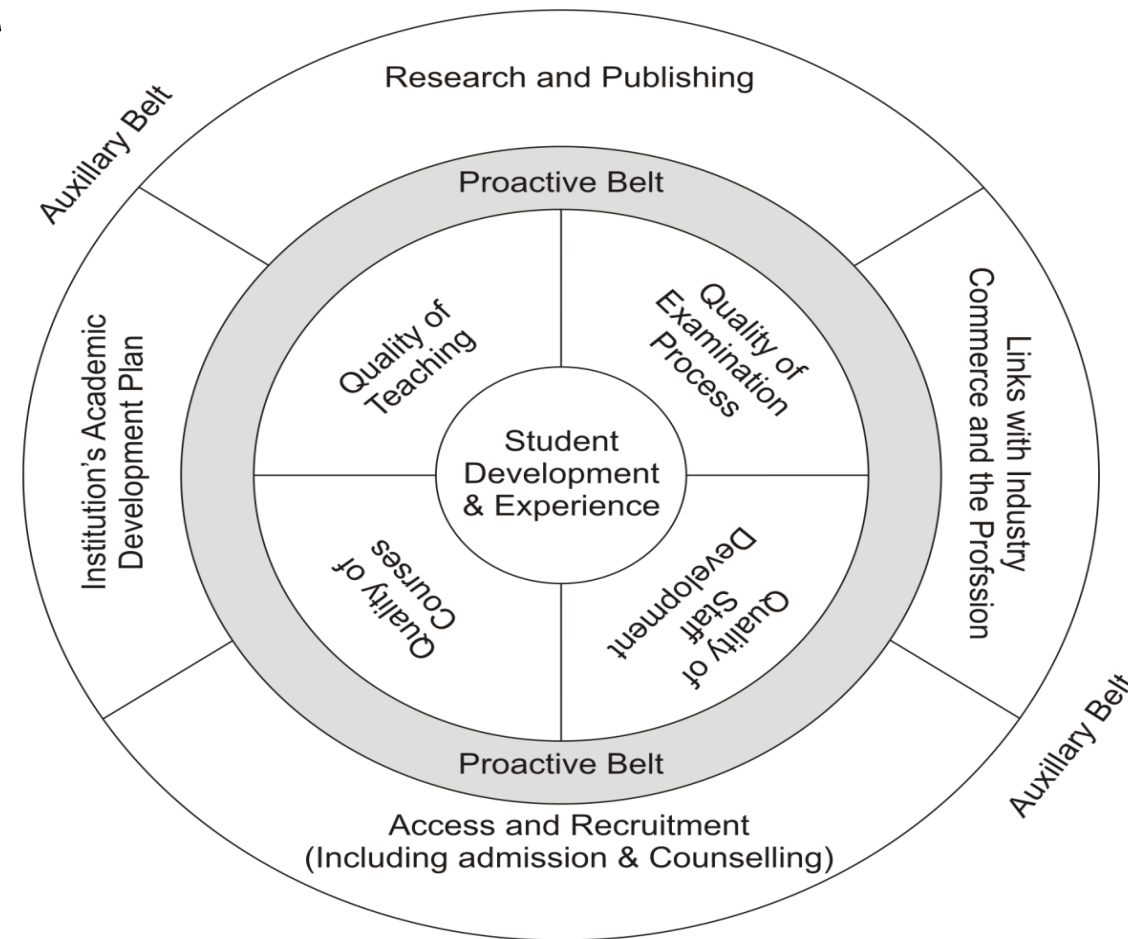 Research and Publishing
Auxillary Belt
Proactive Belt
Quality of
Teaching
Quality of
Examination
Process
Institution's Academic
Development Plan
Links with Industry
Commerce and the Profssion
Student
Development
& Experience
Quality of
Courses
Quality of
Staff
Development
Proactive Belt
Auxillary Belt
Access and Recruitment
(Including admission & Counselling)